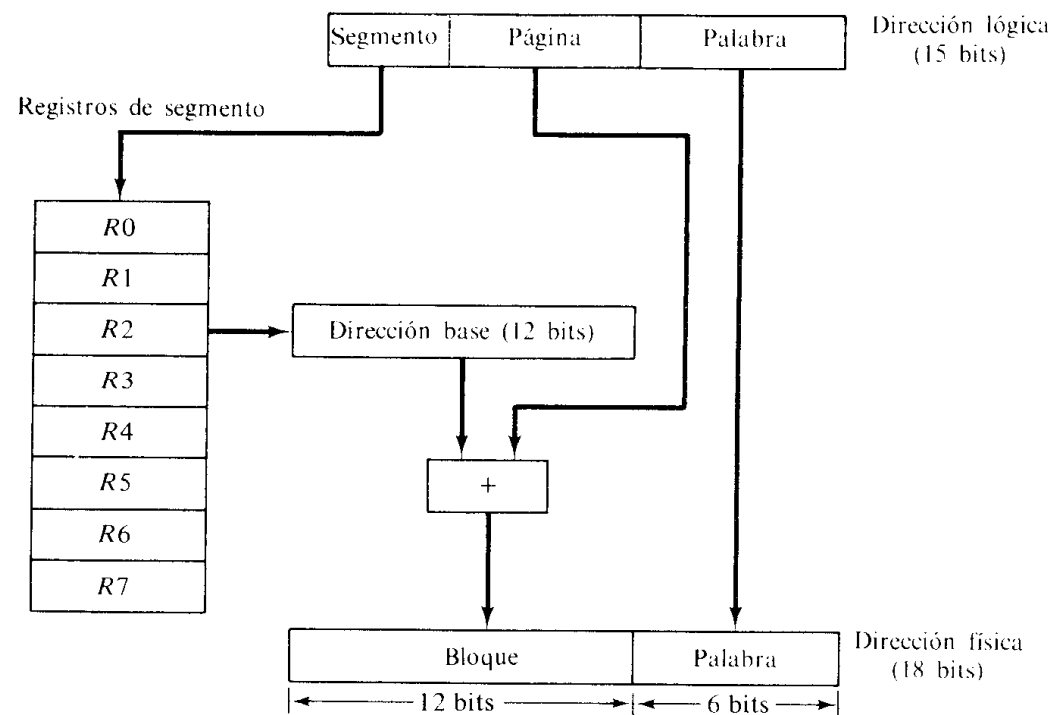 Segmento Página Palabra Dirección lógica
(15 bits)
Registros de segmento
R0
R1
R2 Dirección base (12 bits)
R3
R4
R5 +
R6
R7
Bloque Palabra Dirección física
(18 bits)
12 bits 6 bits